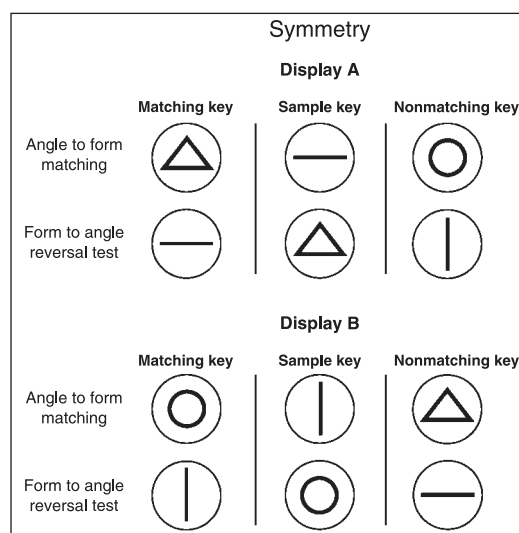 Symmetry
Display A
Matching key Sample key Nonmatching key
Angle to form
matching
Form to angle
reversal test
Display B
Matching key Sample key Nonmatching key
Angle to form
matching
Form to angle
reversal test